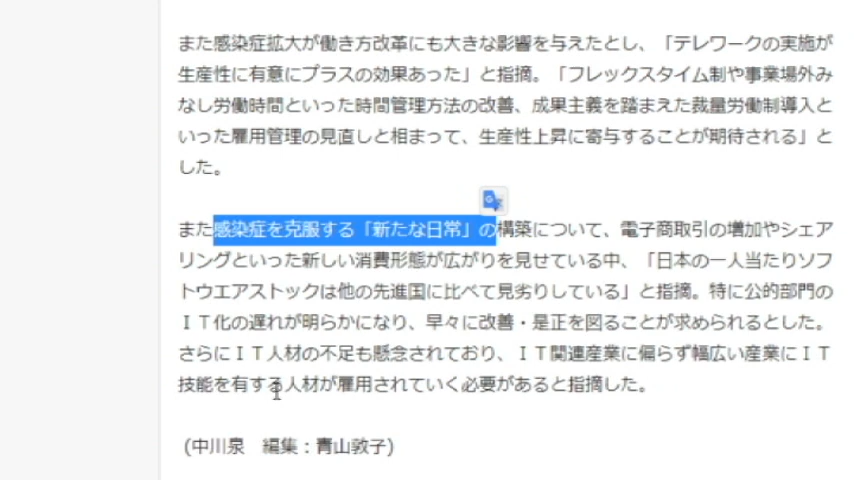 また感染症拡大が働き方改革にも大きな影響を与えたとし、「テレワークの実施が
生産性に有意にプラスの効果あった」と指摘。「フレックスタイム制や事業場外み
なし労働時間といった時間管理方法の改善、成果主義を踏まえた裁量労働制導入と
いった雇用管理の見直しと相まって、生産性上昇に寄与することが期待される」と
した。
また感染症を克服する「新たな日常」の構築について、電子商取引の増加やシェア
リングといった新しい消費形態が広がりを見せている中、「日本の一人当たりソフ
トウエアストックは他の先進国に比べて見劣りしている」と指摘。特に公的部門の
ＩＴ化の遅れが明らかになり、早々に改善・是正を図ることが求められるとした。
さらにＩＴ人材の不足も懸念されており、ＩＴ関連産業に偏らず幅広い産業にＩＴ
技能を有する人材が雇用されていく必要があると指摘した。
(中川泉　編集：青山敦子)